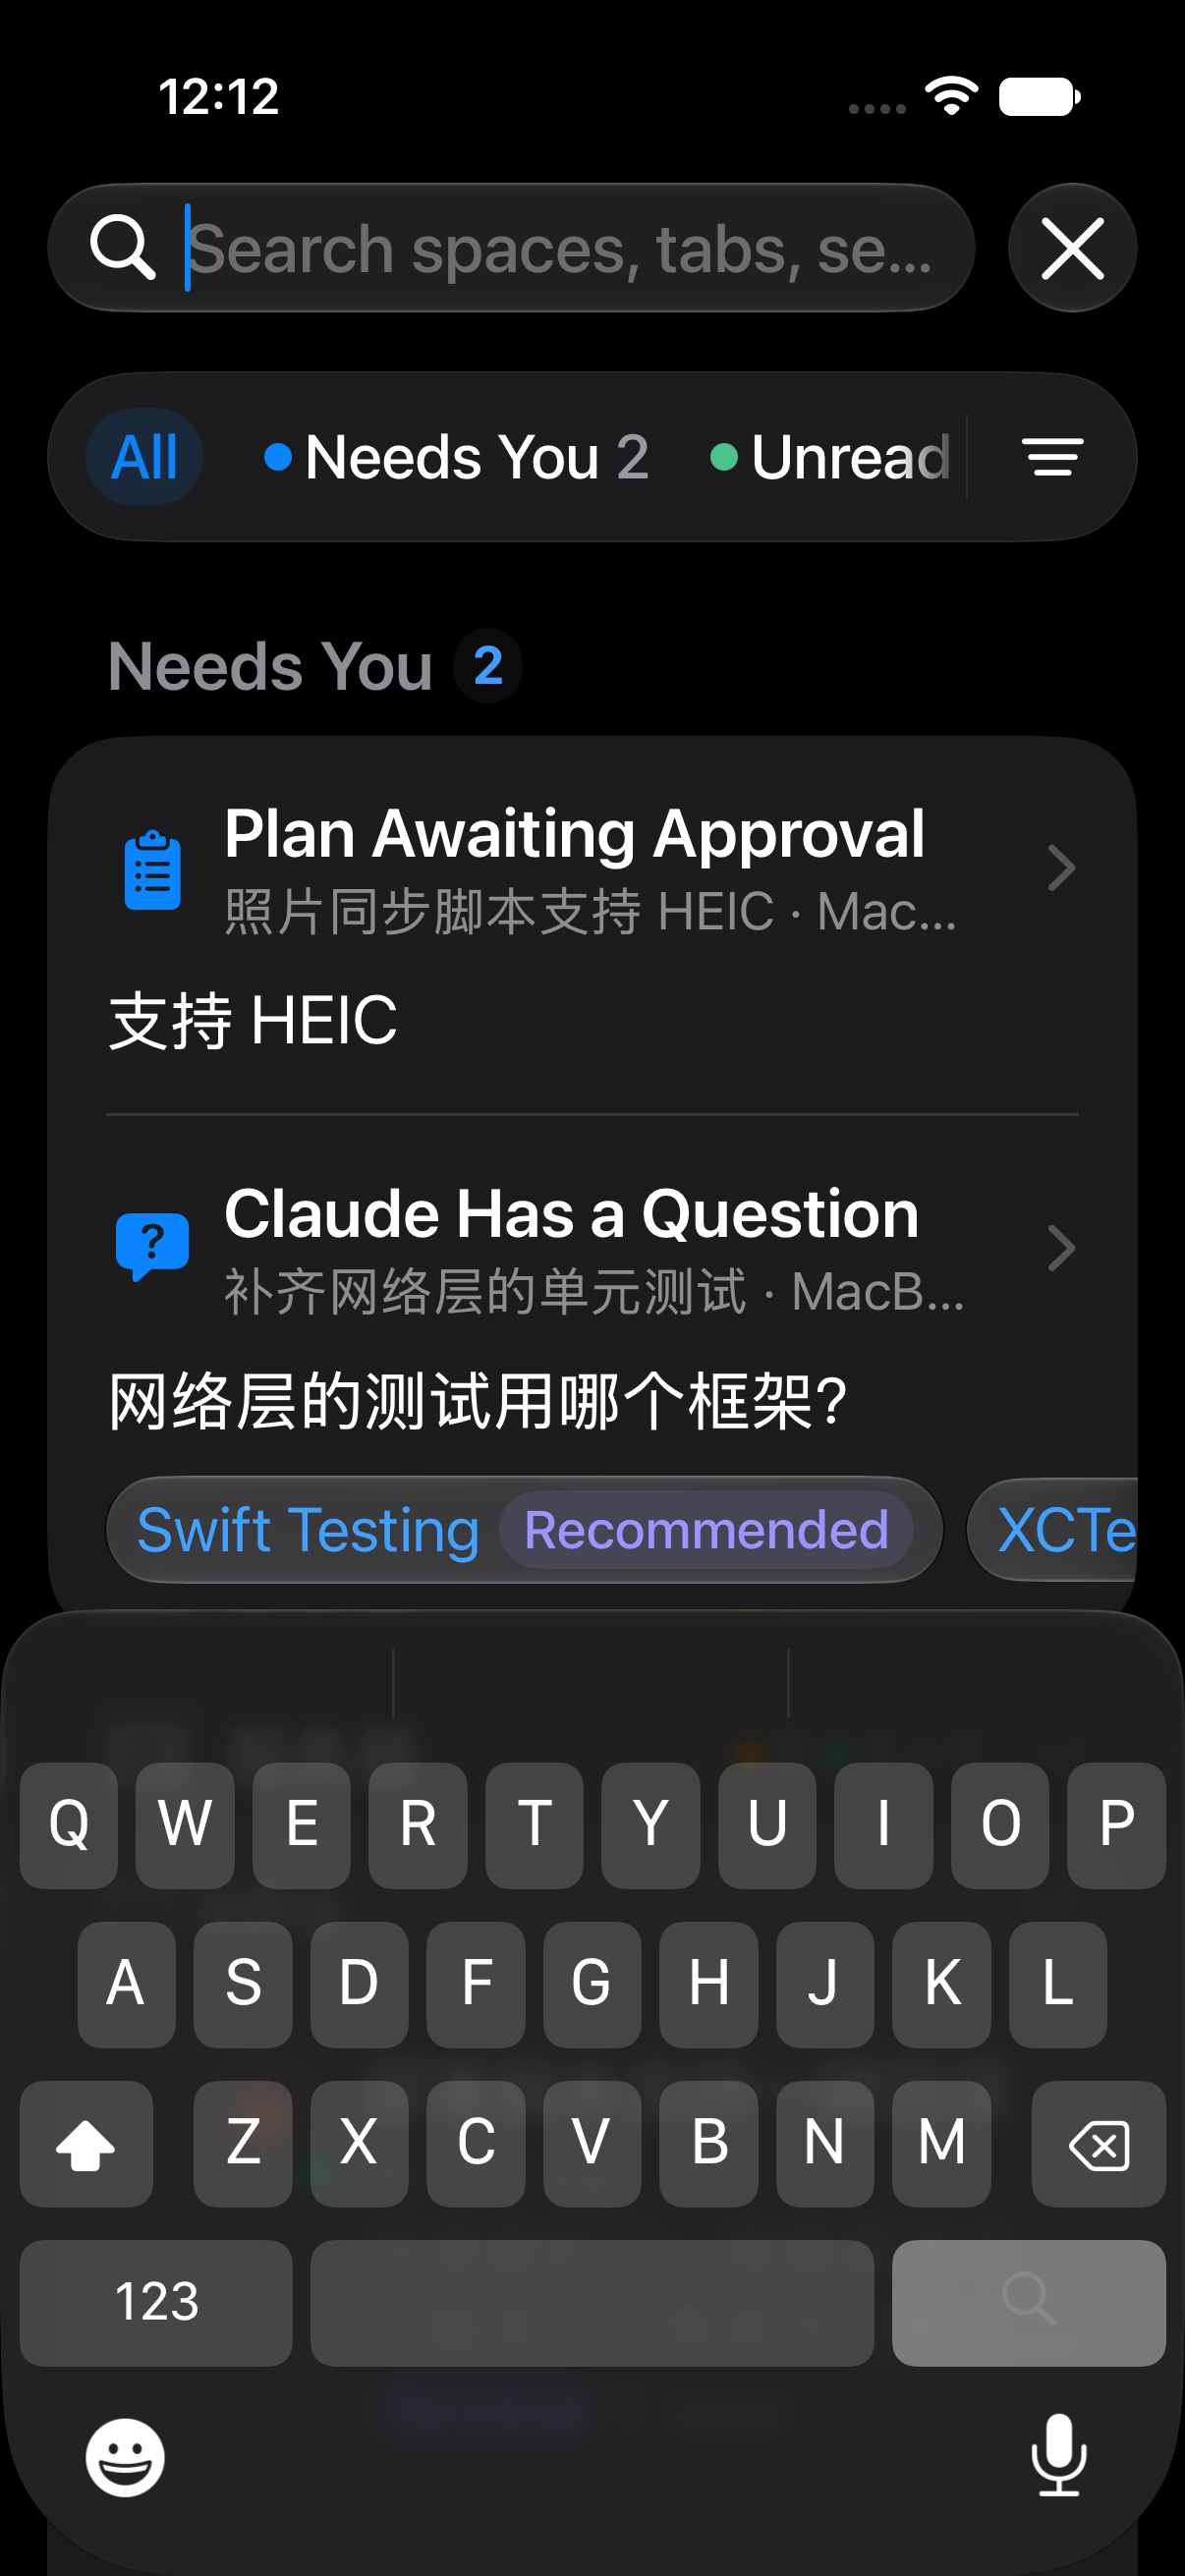 12:12
Search spaces, tabs, se...
All
Needs You 2
Unread
Needs You 2
Plan Awaiting Approval
照片同步脚本支持 HEIC · Mac...
支持 HEIC
Claude Has a Question
补齐网络层的单元测试 · MacB...
网络层的测试用哪个框架?
Swift Testing Recommended
XCTe
Q W E R T Y U I O P
A S D F G H J K L
Z X C V B N M
123